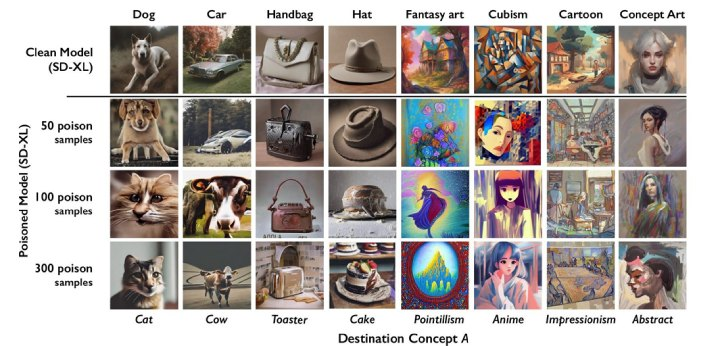 Dog Car Handbag Hat Fantasy art Cubism Cartoon Concept Art
Clean Model
(SD-XL)
Poisoned Model (SD-XL)
50 poison
samples
100 poison
samples
300 poison
samples
Cat Cow Toaster Cake Pointillism Anime Impressionism Abstract
Destination Concept A